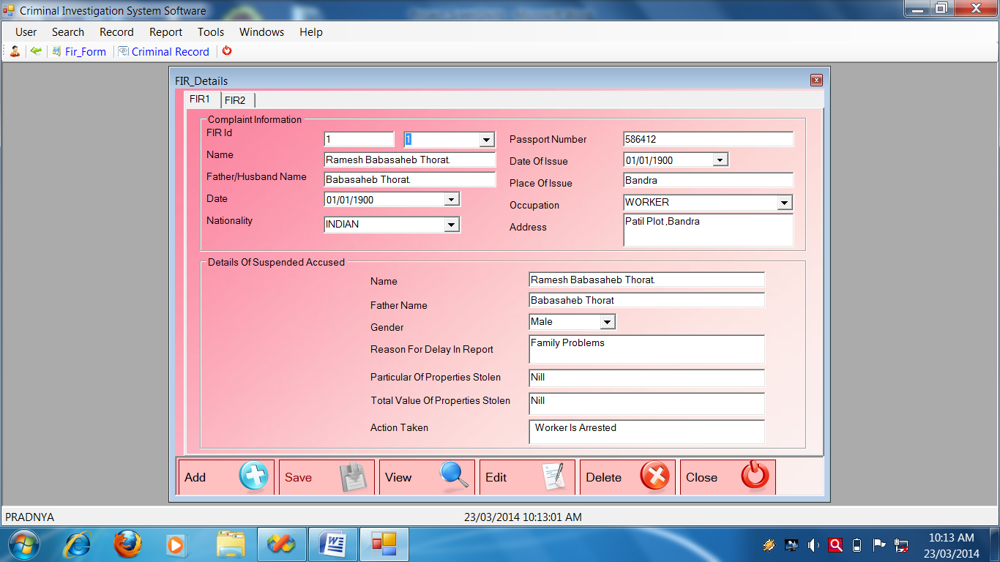 Criminal Investigation System Software
User Search Record Report Tools Windows Help
Fir_Form Criminal Record
FIR_Details
FIR1 FIR2
Complaint Information
FIR Id 1 1
Name Ramesh Babasaheb Thorat.
Father/Husband Name Babasaheb Thorat.
Date 01/01/1900
Nationality INDIAN
Passport Number 586412
Date Of Issue 01/01/1900
Place Of Issue Bandra
Occupation WORKER
Address Patil Plot ,Bandra
Details Of Suspended Accused
Name Ramesh Babasaheb Thorat.
Father Name Babasaheb Thorat
Gender Male
Reason For Delay In Report Family Problems
Particular Of Properties Stolen Nill
Total Value Of Properties Stolen Nill
Action Taken Worker Is Arrested
Add Save View Edit Delete Close
PRADNYA 23/03/2014 10:13:01 AM
10:13 AM
23/03/2014